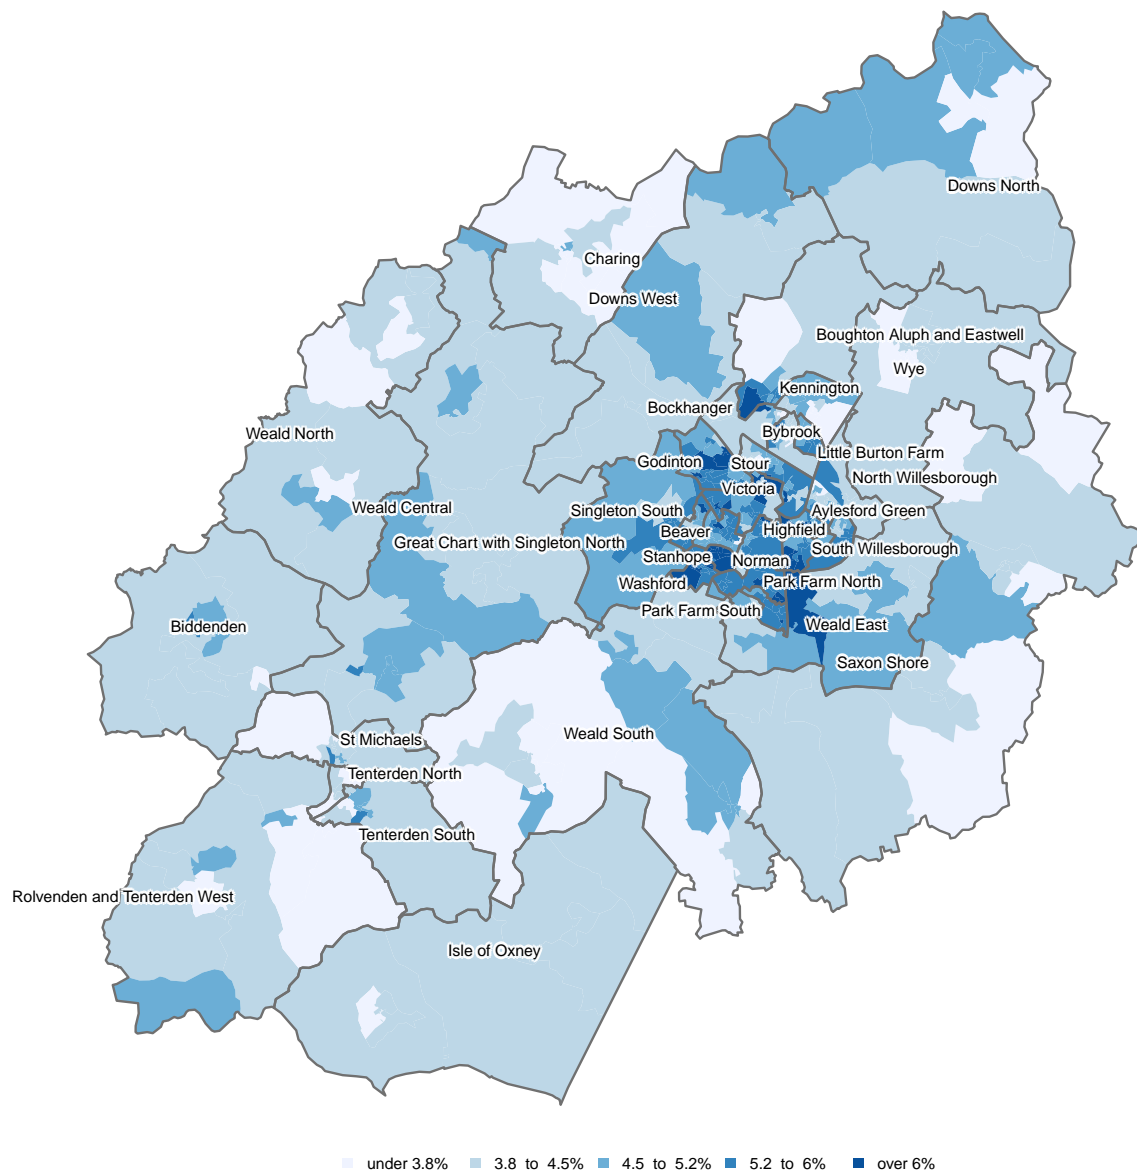 Downs North
Charing
Downs West
Boughton Aluph and Eastwell
Wye
Kennington
Bockhanger
Weald North
Bybrook
Little Burton Farm
Godinton
Stour
North Willesborough
Victoria
Weald Central
Singleton South
Aylesford Green
Beaver
Highfield
Great Chart with Singleton North
South Willesborough
Stanhope
Norman
Washford
Park Farm North
Park Farm South
Biddenden
Weald East
Saxon Shore
Weald South
St Michaels
Tenterden North
Tenterden South
Rolvenden and Tenterden West
Isle of Oxney
under 3.8% 3.8 to 4.5% 4.5 to 5.2% 5.2 to 6% over 6%